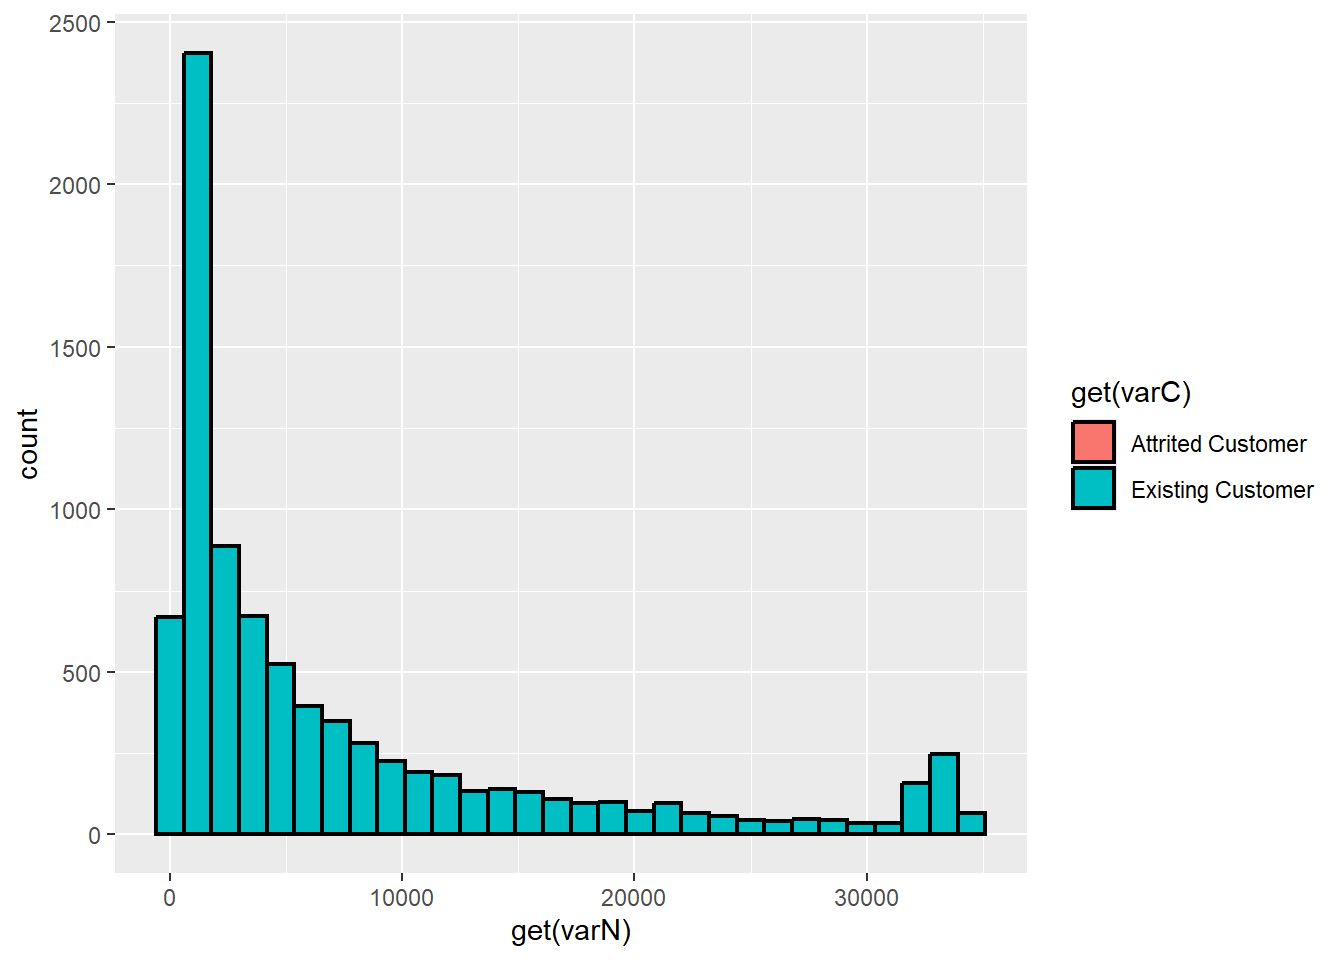 2500
2000
1500
1000
500
0
count
0 10000 20000 30000
get(varN)
get(varC)
Attrited Customer
Existing Customer